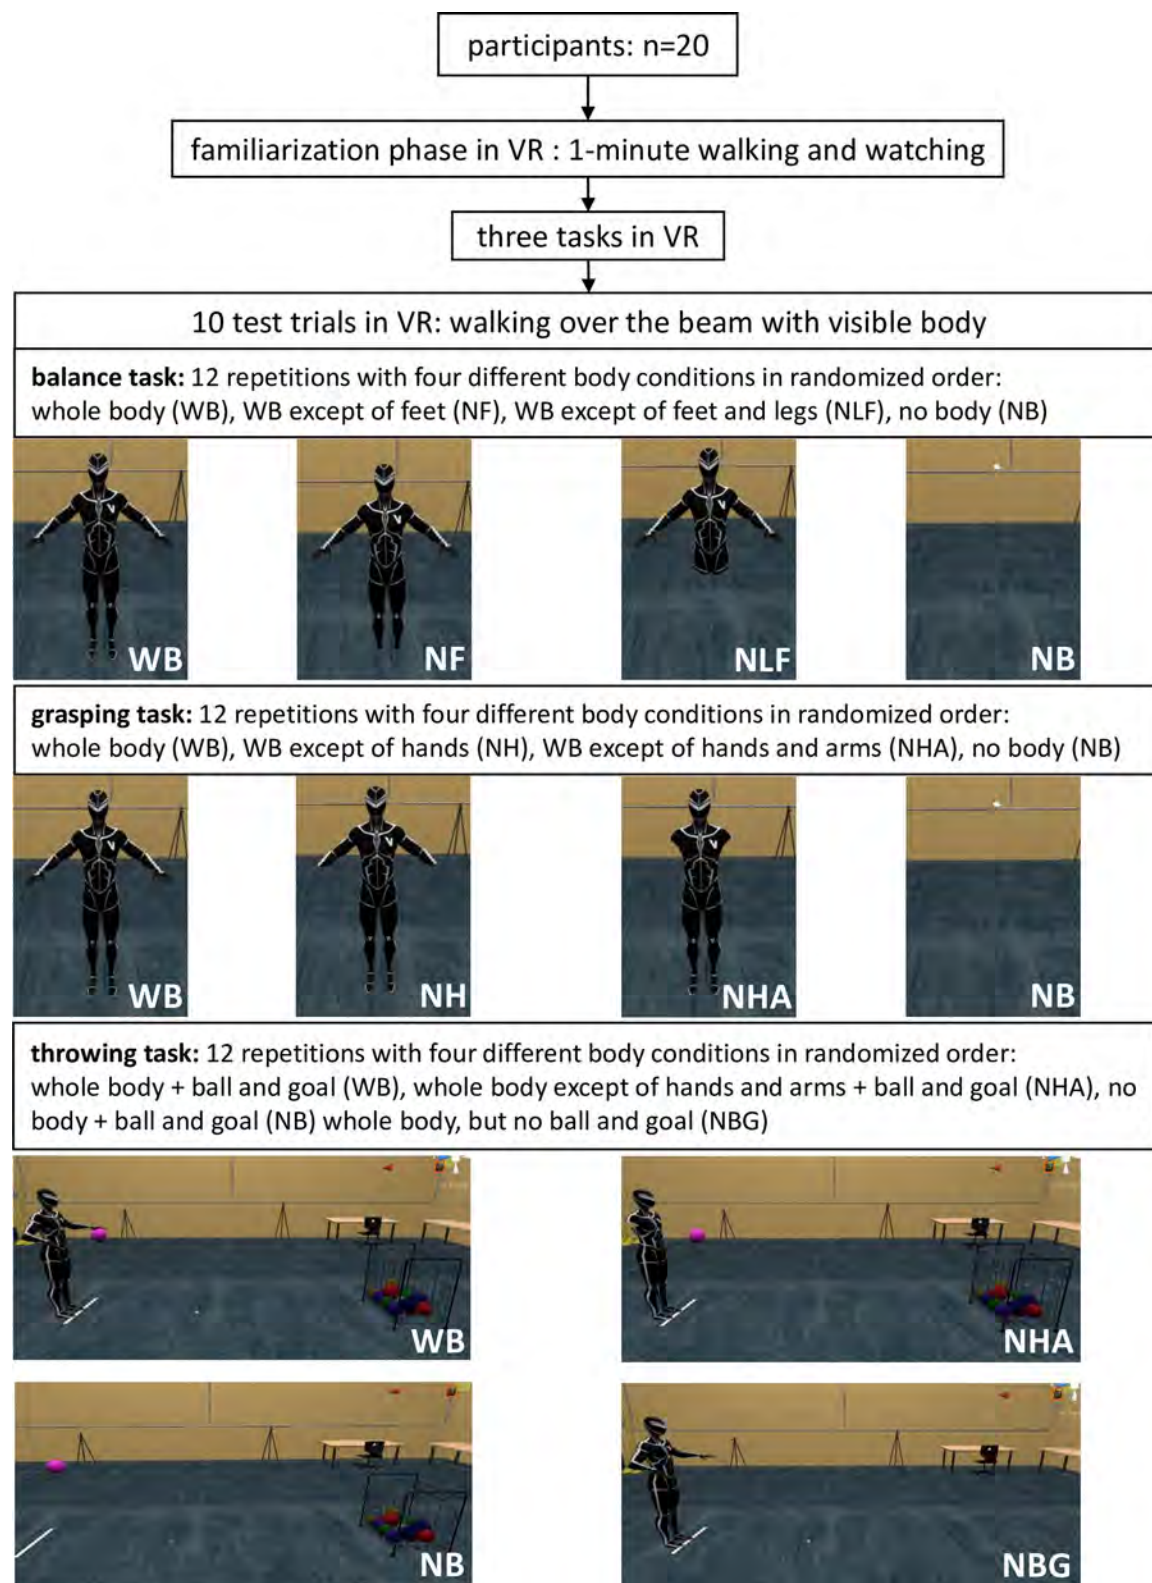 participants: n=20
familiarization phase in VR : 1-minute walking and watching
three tasks in VR
10 test trials in VR: walking over the beam with visible body
balance task: 12 repetitions with four different body conditions in randomized order:
whole body (WB), WB except of feet (NF), WB except of feet and legs (NLF), no body (NB)
WB
NF
NLF
NB
grasping task: 12 repetitions with four different body conditions in randomized order:
whole body (WB), WB except of hands (NH), WB except of hands and arms (NHA), no body (NB)
WB
NH
NHA
NB
throwing task: 12 repetitions with four different body conditions in randomized order:
whole body + ball and goal (WB), whole body except of hands and arms + ball and goal (NHA), no
body + ball and goal (NB) whole body, but no ball and goal (NBG)
WB
NHA
NB
NBG